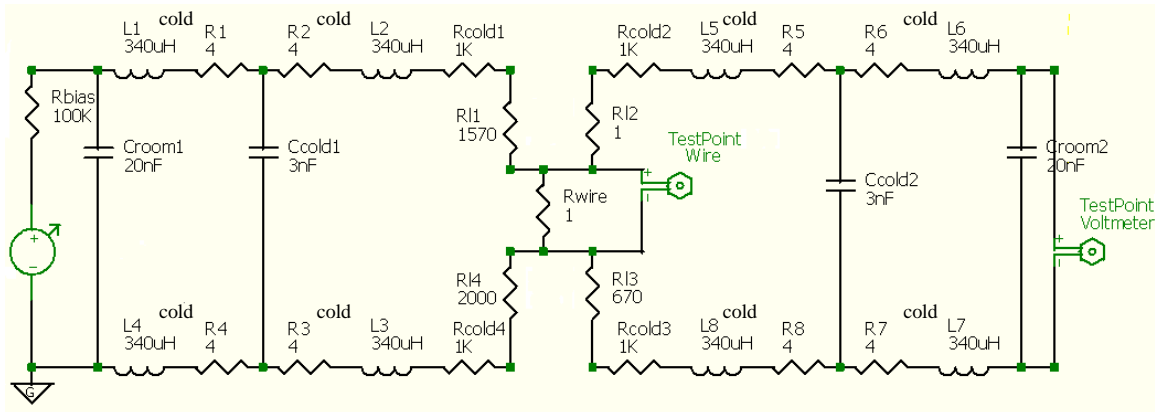 L1
340uH
cold
R1
4
R2
4
cold
L2
340uH
Rcold1
1K
Rcold2
1K
cold
L5
340uH
R5
4
R6
4
cold
L6
340uH
Rbias
100K
Croom1
20nF
Ccold1
3nF
Rl1
1570
Rl2
1
TestPoint
Wire
+
-
Rwire
1
Ccold2
3nF
Croom2
20nF
TestPoint
Voltmeter
+
-
+
-
Rl4
2000
Rl3
670
L4
340uH
cold
R4
4
R3
4
cold
L3
340uH
Rcold4
1K
Rcold3
1K
cold
L8
340uH
R8
4
R7
4
cold
L7
340uH
G